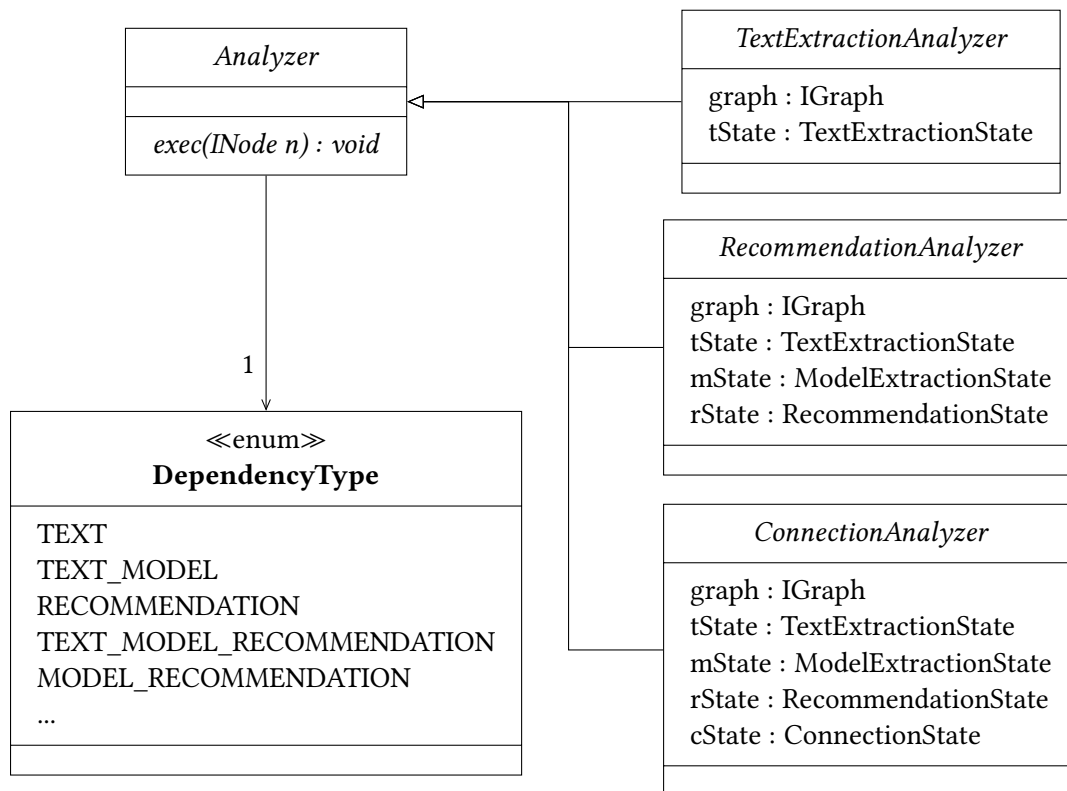 Analyzer
exec(INode n) : void
1
≪enum≫
DependencyType
TEXT
TEXT_MODEL
RECOMMENDATION
TEXT_MODEL_RECOMMENDATION
MODEL_RECOMMENDATION
...
TextExtractionAnalyzer
graph : IGraph
tState : TextExtractionState
RecommendationAnalyzer
graph : IGraph
tState : TextExtractionState
mState : ModelExtractionState
rState : RecommendationState
ConnectionAnalyzer
graph : IGraph
tState : TextExtractionState
mState : ModelExtractionState
rState : RecommendationState
cState : ConnectionState